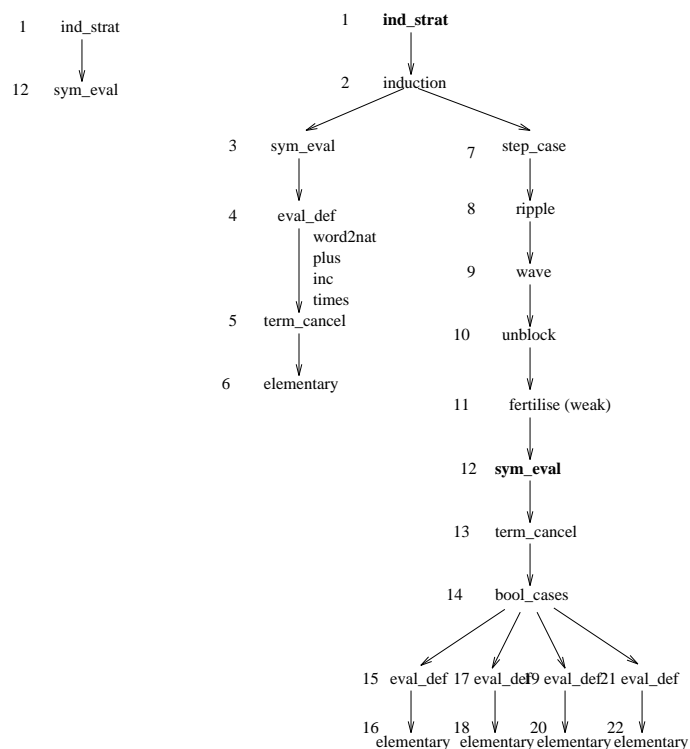 1 ind_strat
12 sym_eval
1 ind_strat
2 induction
3 sym_eval
7 step_case
4 eval_def
word2nat
plus
inc
times
8 ripple
9 wave
5 term_cancel
10 unblock
6 elementary
11 fertilise (weak)
12 sym_eval
13 term_cancel
14 bool_cases
15 eval_def 17 eval_def 19 eval_def 21 eval_def
16 18 20 22
elementary elementary elementary elementary